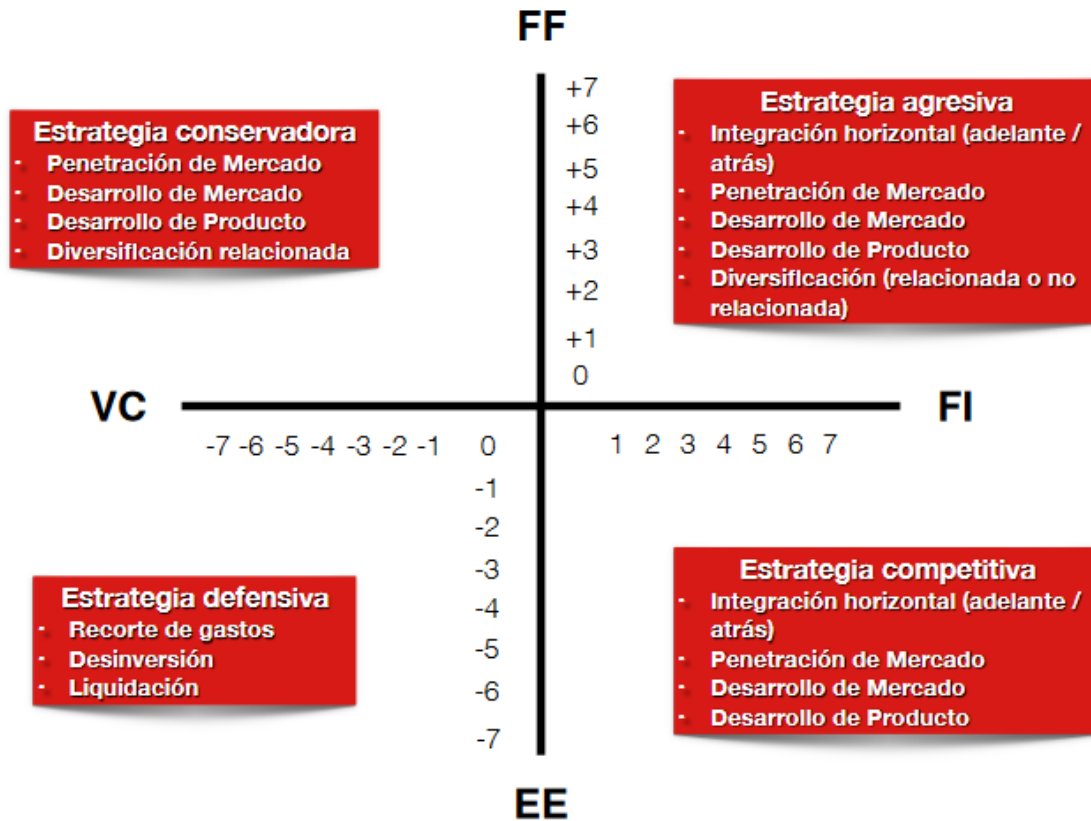 FF
Estrategia conservadora
- Penetración de Mercado
- Desarrollo de Mercado
- Desarrollo de Producto
- Diversificación relacionada
+7
+6
+5
+4
+3
+2
+1
0
Estrategia agresiva
- Integración horizontal (adelante /
atrás)
- Penetración de Mercado
- Desarrollo de Mercado
- Desarrollo de Producto
- Diversificación (relacionada o no
relacionada)
VC
FI
-7 -6 -5 -4 -3 -2 -1 0 1 2 3 4 5 6 7
-1
-2
-3
-4
-5
-6
-7
Estrategia defensiva
- Recorte de gastos
- Desinversión
- Liquidación
Estrategia competitiva
- Integración horizontal (adelante /
atrás)
- Penetración de Mercado
- Desarrollo de Mercado
- Desarrollo de Producto
EE